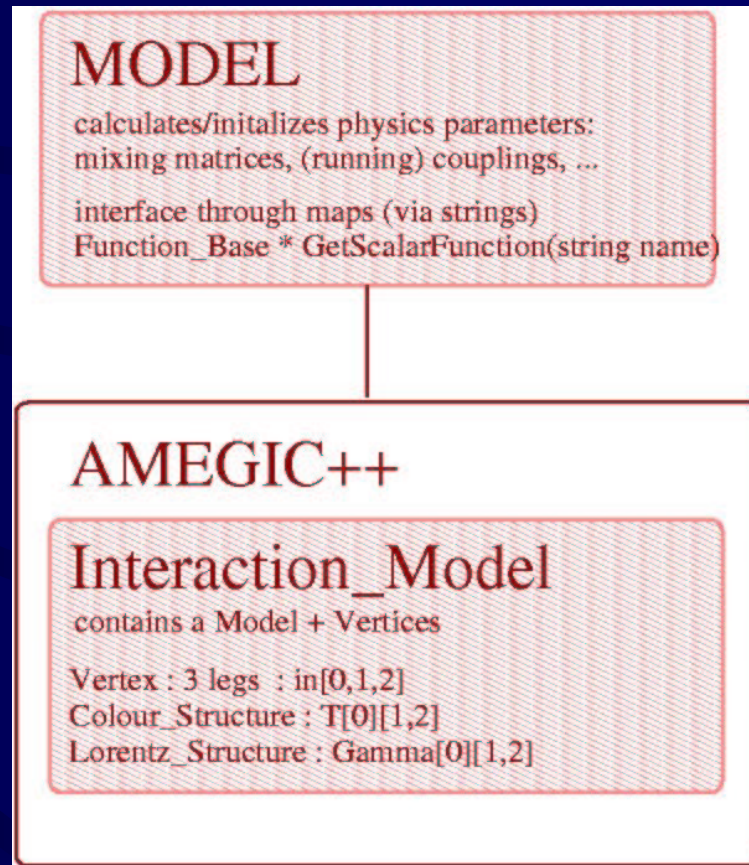 MODEL
calculates/initalizes physics parameters:
mixing matrices, (running) couplings, ...
interface through maps (via strings)
Function_Base * GetScalarFunction(string name)
AMEGIC++
Interaction_Model
contains a Model + Vertices
Vertex : 3 legs : in[0,1,2]
Colour_Structure : T[0][1,2]
Lorentz_Structure : Gamma[0][1,2]